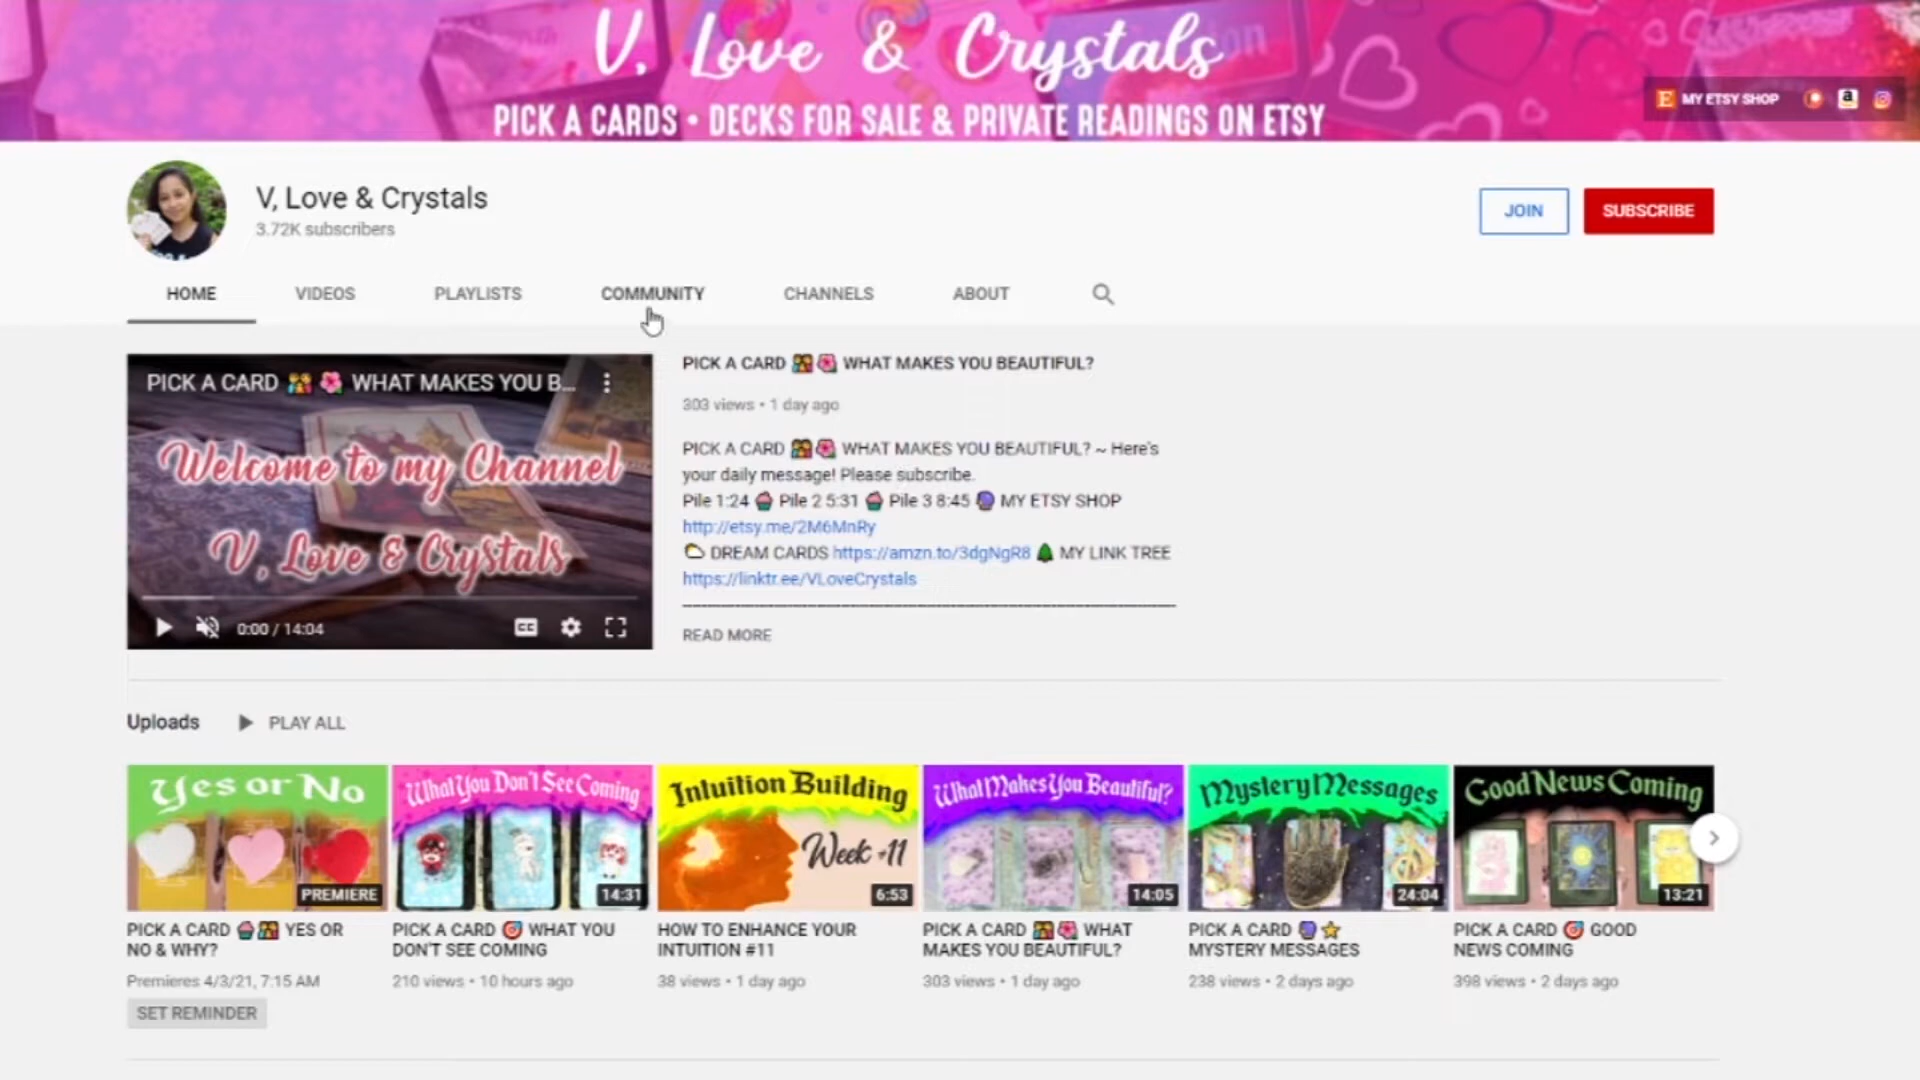 V, Love & Crystals
PICK A CARDS • DECKS FOR SALE & PRIVATE READINGS ON ETSY
MY ETSY SHOP
V, Love & Crystals
3.72K subscribers
JOIN
SUBSCRIBE
HOME
VIDEOS
PLAYLISTS
COMMUNITY
CHANNELS
ABOUT
PICK A CARD 👩‍❤️‍👩 🌺 WHAT MAKES YOU B...
Welcome to my Channel
V, Love & Crystals
0:00 / 14:04
CC
PICK A CARD 👩‍❤️‍👩🌺 WHAT MAKES YOU BEAUTIFUL?
303 views • 1 day ago
PICK A CARD 👩‍❤️‍👩🌺 WHAT MAKES YOU BEAUTIFUL? ~ Here's
your daily message! Please subscribe.
Pile 1:24 🧁 Pile 2 5:31 🧁 Pile 3 8:45 🔮 MY ETSY SHOP
http://etsy.me/2M6MnRy
🌤 DREAM CARDS https://amzn.to/3dgNgR8 🌲 MY LINK TREE
https://linktr.ee/VLoveCrystals
READ MORE
Uploads
PLAY ALL
Yes or No
PREMIERE
PICK A CARD 🧁👩‍❤️‍👩 YES OR
NO & WHY?
Premieres 4/3/21, 7:15 AM
SET REMINDER
What You Don't See Coming
14:31
PICK A CARD 🎯 WHAT YOU
DON'T SEE COMING
210 views • 10 hours ago
Intuition Building
Week #11
6:53
HOW TO ENHANCE YOUR
INTUITION #11
38 views • 1 day ago
What Makes You Beautiful?
14:05
PICK A CARD 👩‍❤️‍👩🌺 WHAT
MAKES YOU BEAUTIFUL?
303 views • 1 day ago
Mystery Messages
24:04
PICK A CARD 🔮⭐
MYSTERY MESSAGES
238 views • 2 days ago
Good News Coming
13:21
PICK A CARD 🎯 GOOD
NEWS COMING
398 views • 2 days ago